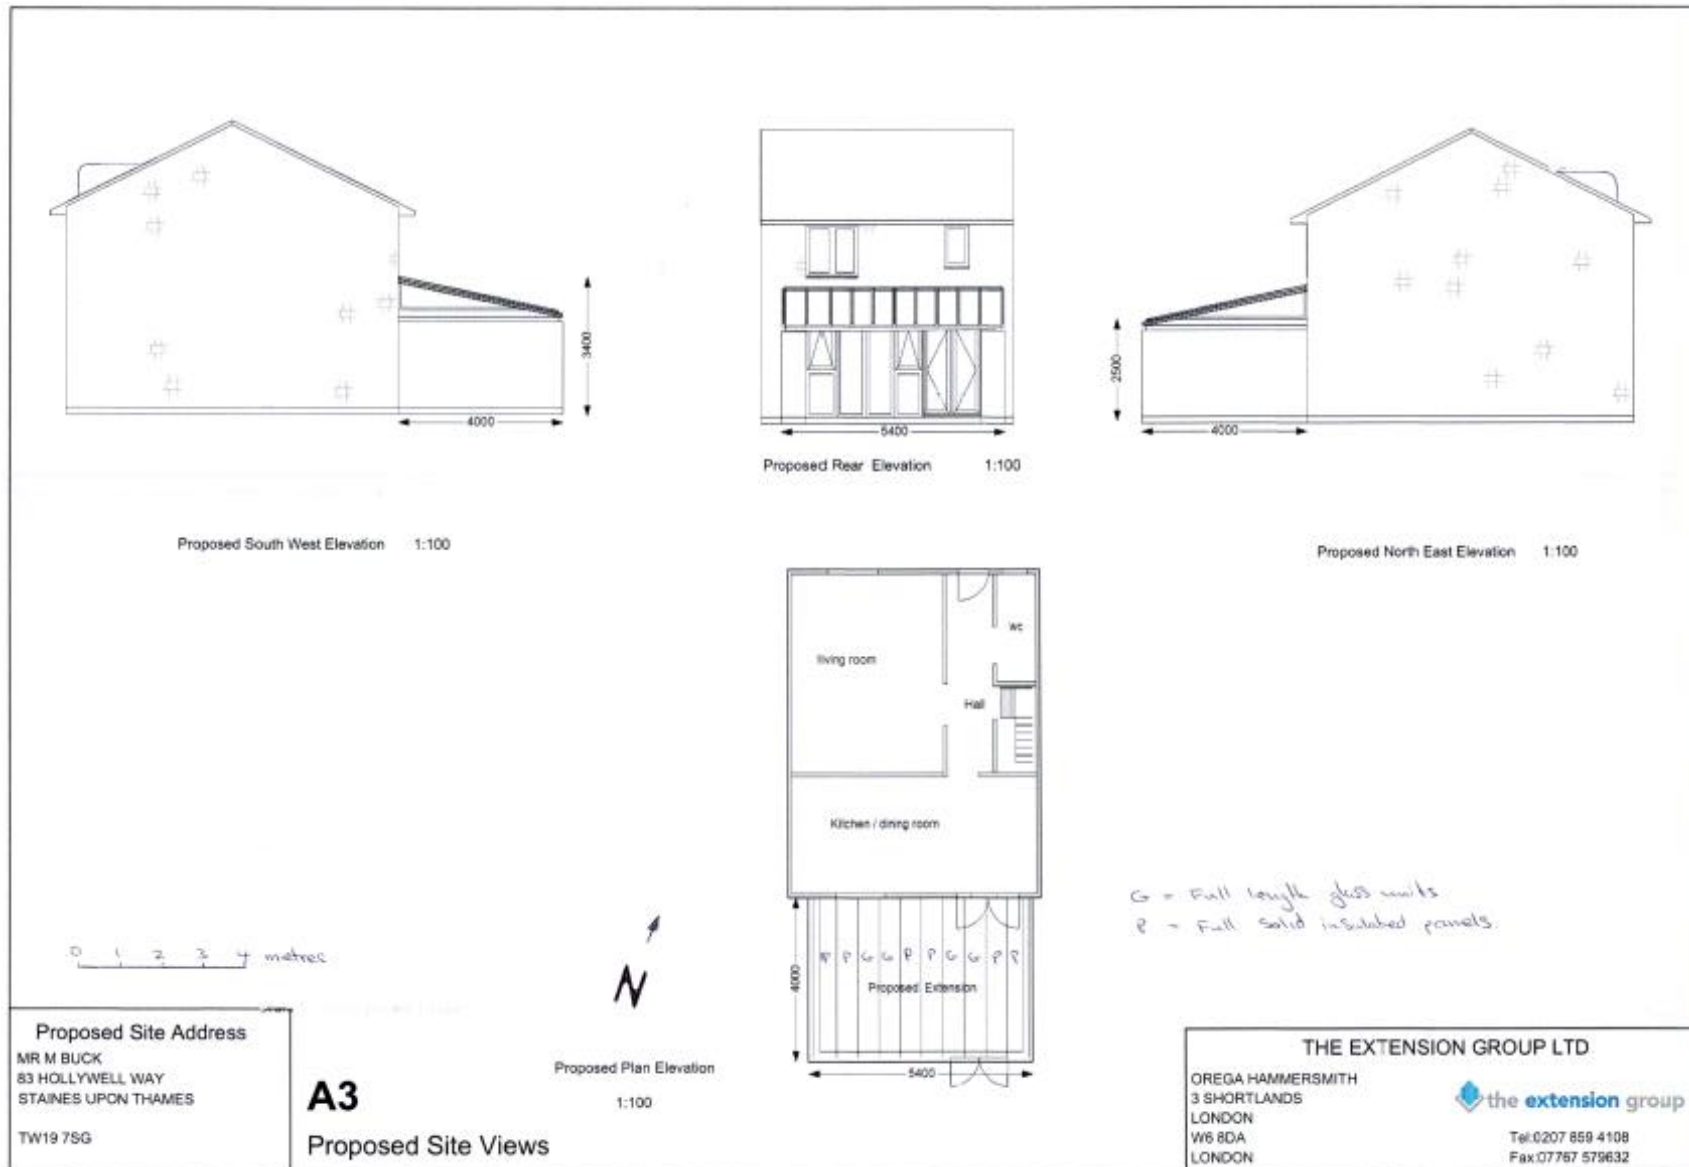 3400
4000
5400
2500
4000
Proposed Rear Elevation 1:100
Proposed South West Elevation 1:100
Proposed North East Elevation 1:100
living room
wc
Hall
Kitchen / dining room
G = Full length glass units
P = Full solid insulated panels.
P P G G P P G G P P
Proposed Extension
4000
5400
0 1 2 3 4 metres
N
Proposed Plan Elevation
1:100
Proposed Site Address
MR M BUCK
83 HOLLYWELL WAY
STAINES UPON THAMES
TW19 7SG
A3
Proposed Site Views
THE EXTENSION GROUP LTD
OREGA HAMMERSMITH
3 SHORTLANDS
LONDON
W6 8DA
LONDON
the extension group
Tel:0207 859 4108
Fax:07767 579632